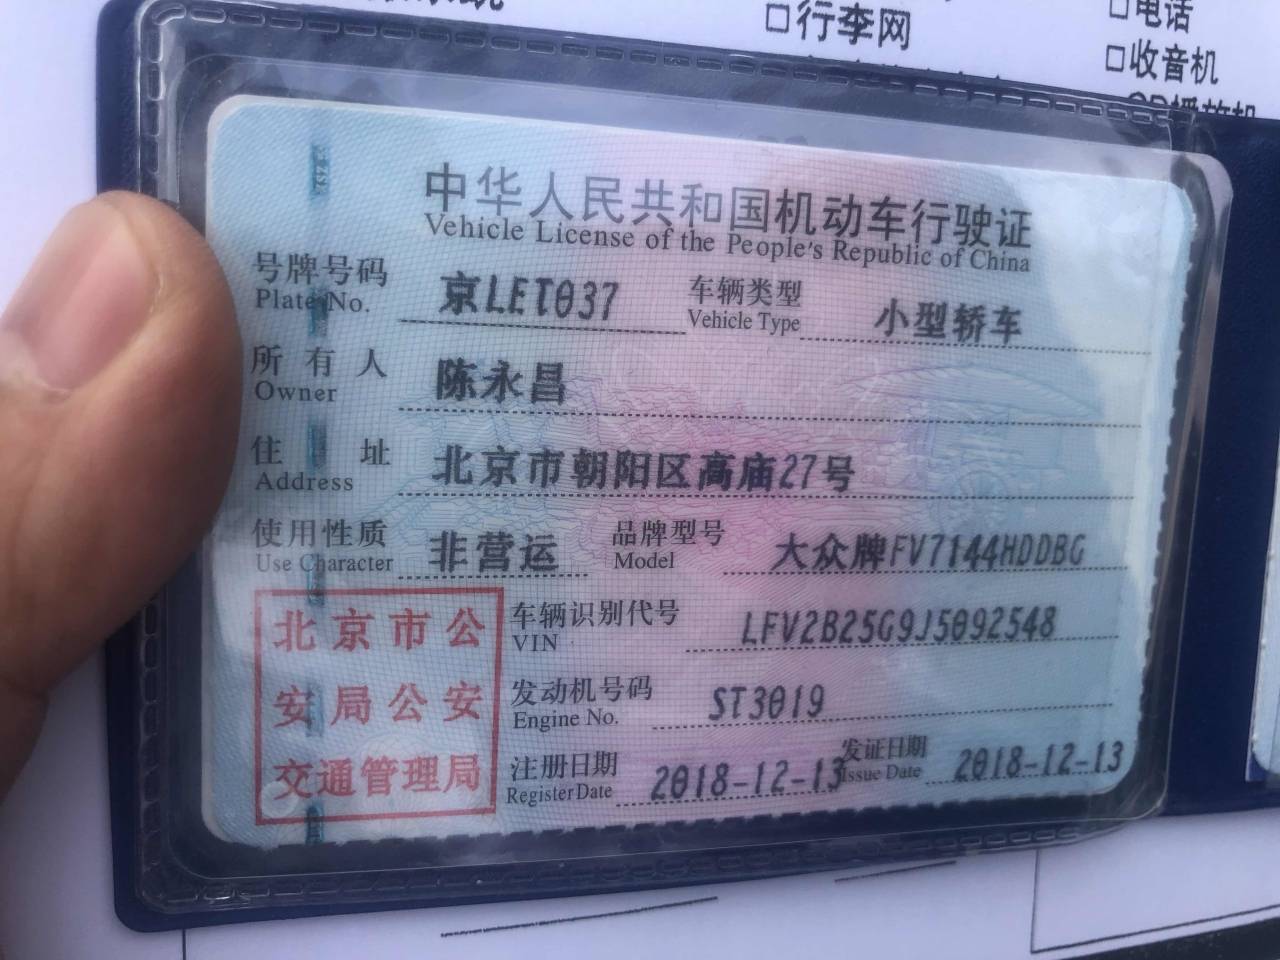 □行李网
□电话
□收音机
中华人民共和国机动车行驶证
Vehicle License of the People's Republic of China
号牌号码 京LET037 车辆类型 小型轿车
Plate No. Vehicle Type
所有人 陈永昌
Owner
住址 北京市朝阳区高庙27号
Address
使用性质 非营运 品牌型号 大众牌FV7144HDDBG
Use Character Model
北京市公
安局公安
交通管理局
车辆识别代号 LFV2B25G9J5092548
VIN
发动机号码 ST3019
Engine No.
注册日期 2018-12-13 发证日期 2018-12-13
Register Date Issue Date